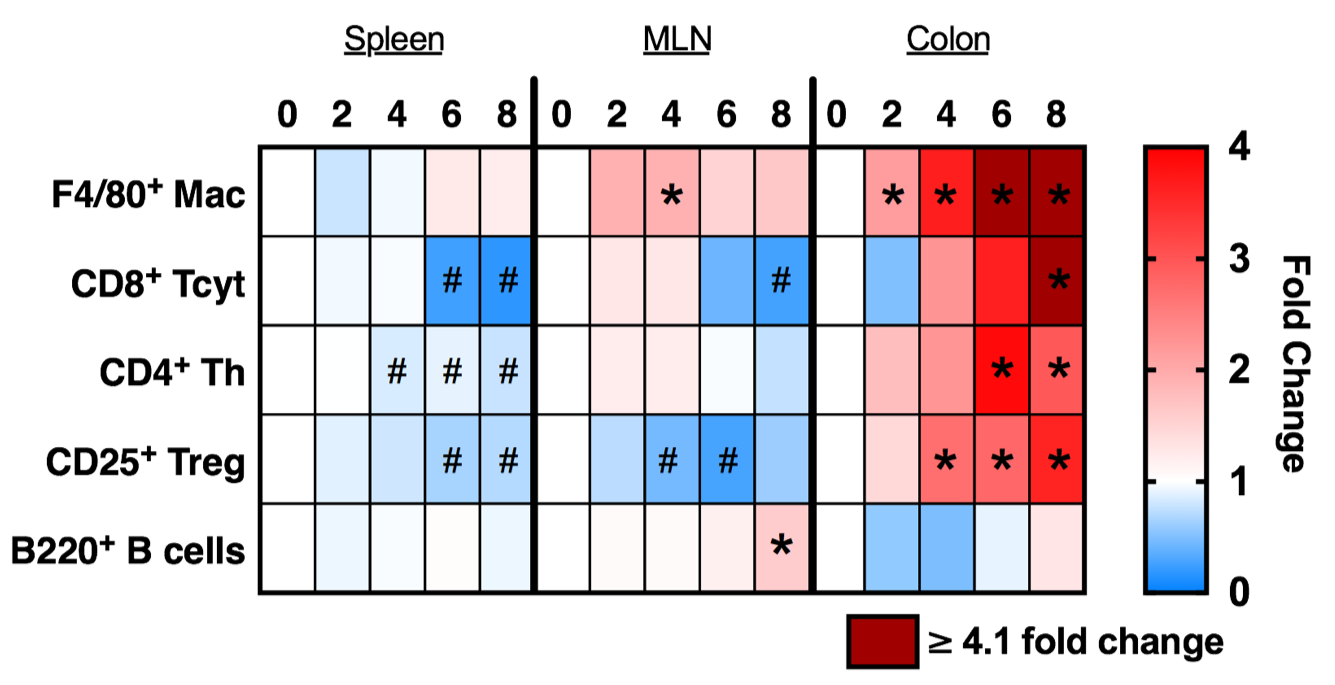 Spleen MLN Colon
0 2 4 6 8 0 2 4 6 8 0 2 4 6 8
F4/80⁺ Mac * * * * *
CD8⁺ Tcyt # # # *
CD4⁺ Th # # # * *
CD25⁺ Treg # # # # * * *
B220⁺ B cells *
4
3
2
1
0
Fold Change
≥ 4.1 fold change